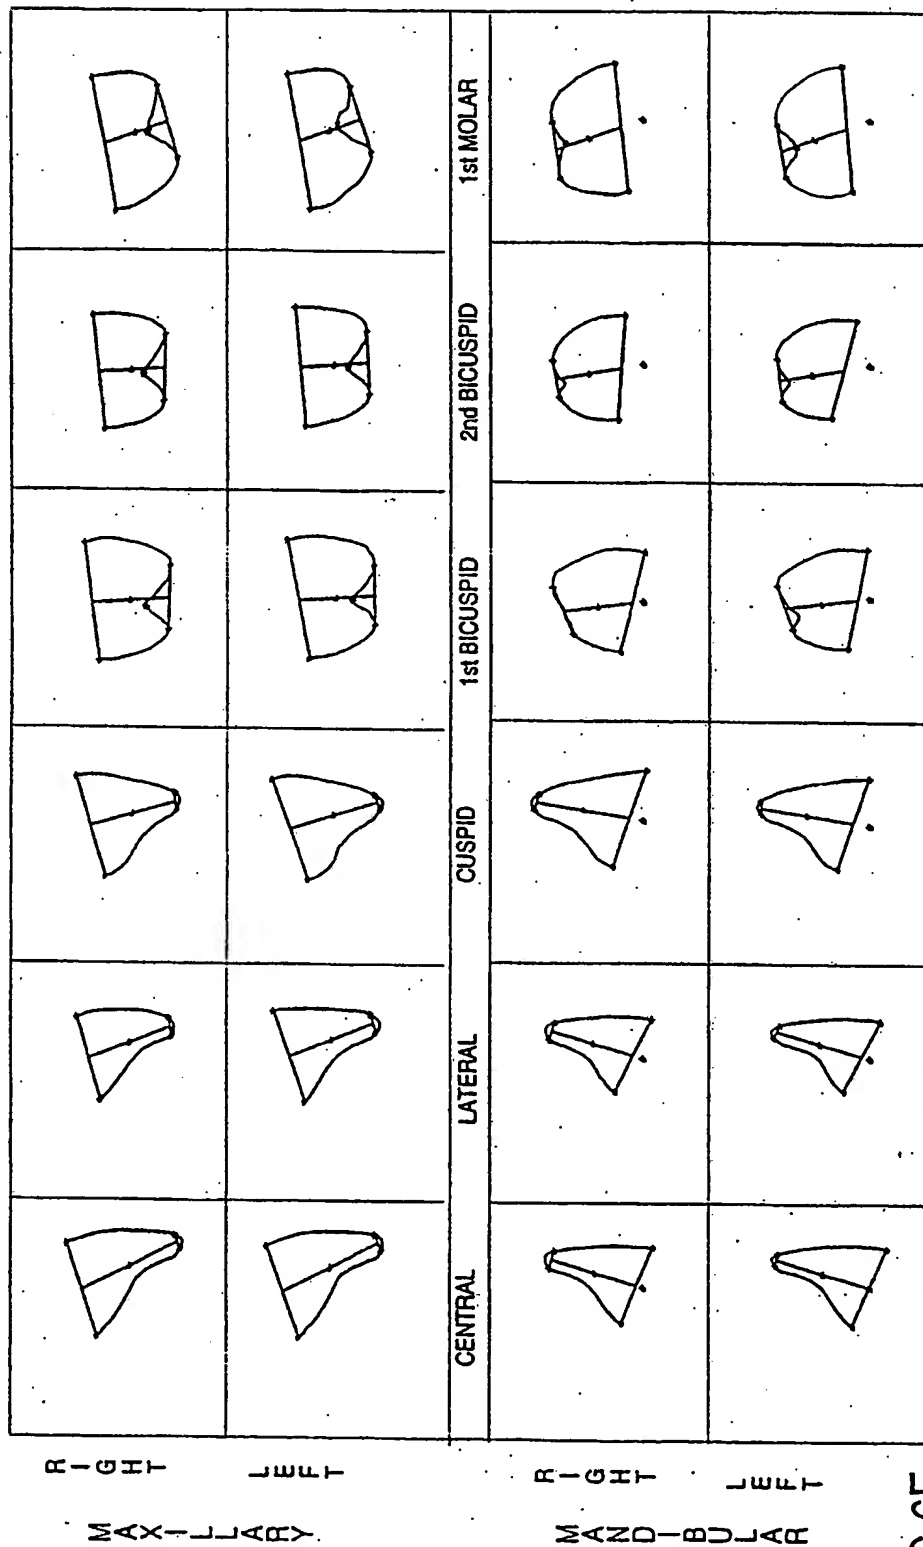 MAXILLARY
RIGHT
LEFT
CENTRAL
LATERAL
CUSPID
1st BICUSPID
2nd BICUSPID
1st MOLAR
MANDIBULAR
RIGHT
LEFT